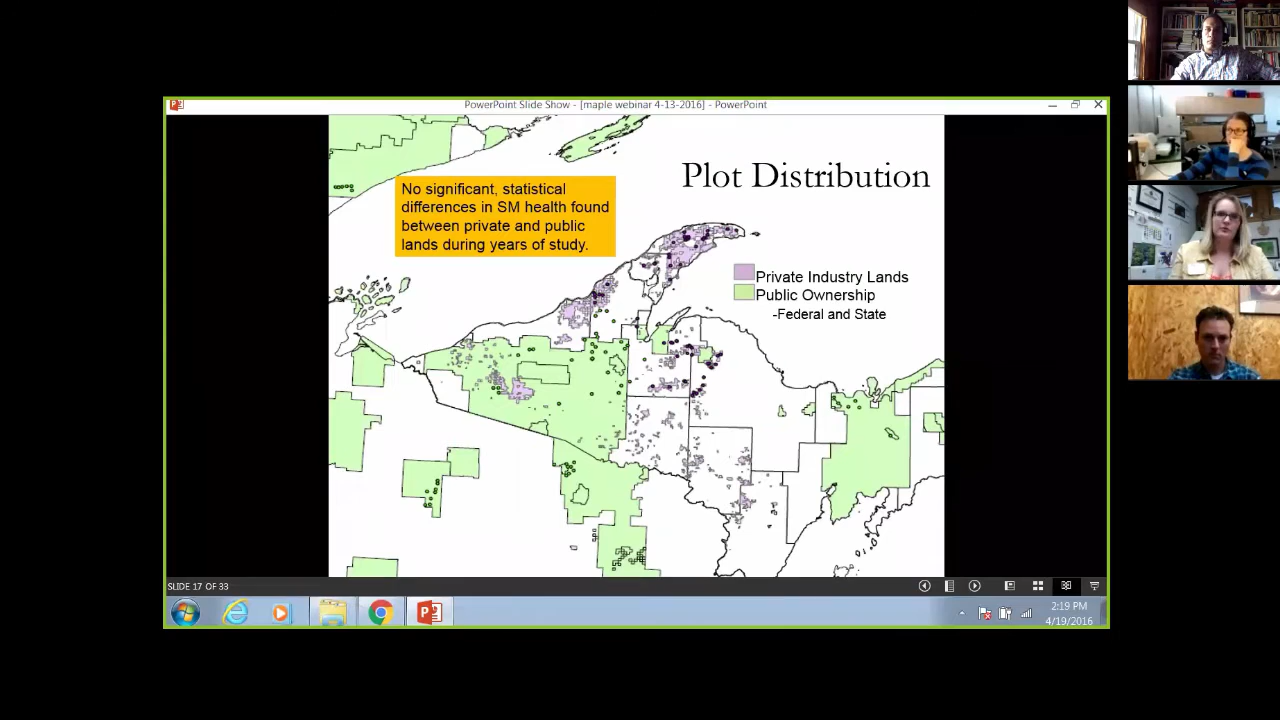 PowerPoint Slide Show - [maple webinar 4-13-2016] - PowerPoint
Plot Distribution
No significant, statistical
differences in SM health found
between private and public
lands during years of study.
Private Industry Lands
Public Ownership
-Federal and State
SLIDE 17 OF 33
2:19 PM
4/19/2016